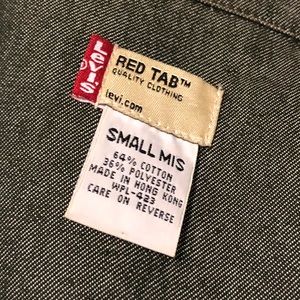 Levi's
RED TAB™
QUALITY CLOTHING
levi.com
SMALL MIS
64% COTTON
36% POLYESTER
MADE IN HONG KONG
WPL-423
CARE ON REVERSE